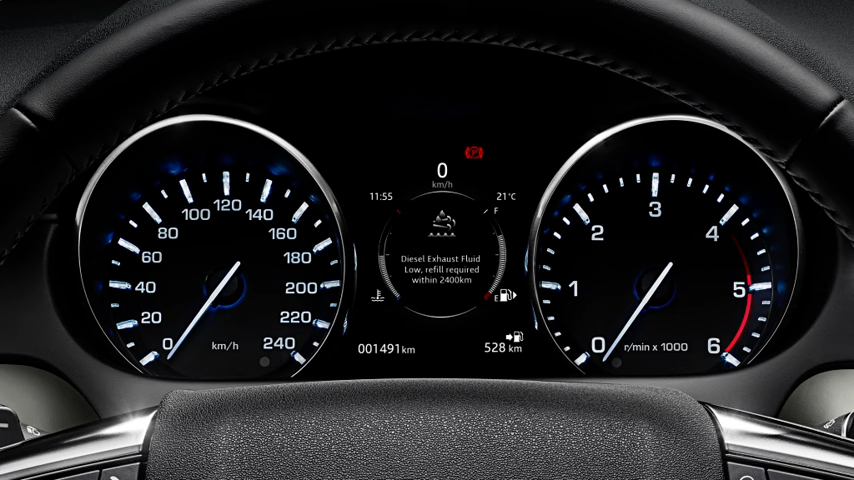 0
km/h
11:55
21°C
F
Diesel Exhaust Fluid
Low, refill required
within 2400km
E
001491km
528 km
0
20
40
60
80
100
120
140
160
180
200
220
240
km/h
0
1
2
3
4
5
6
r/min x 1000